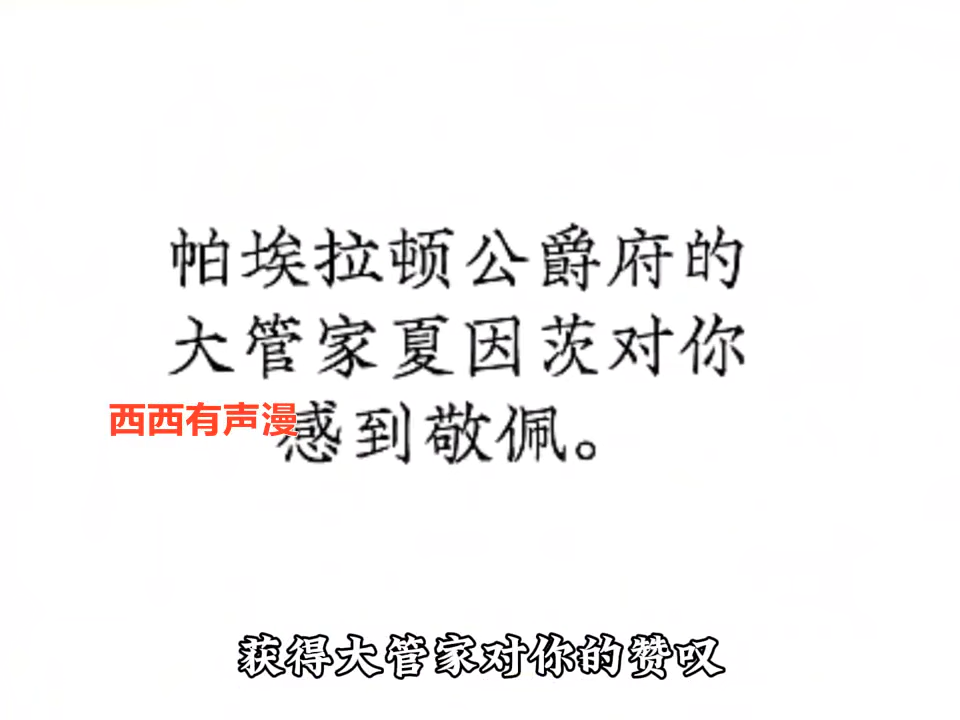 帕埃拉顿公爵府的
大管家夏因茨对你
感到敬佩。
西西有声漫
获得大管家对你的赞叹